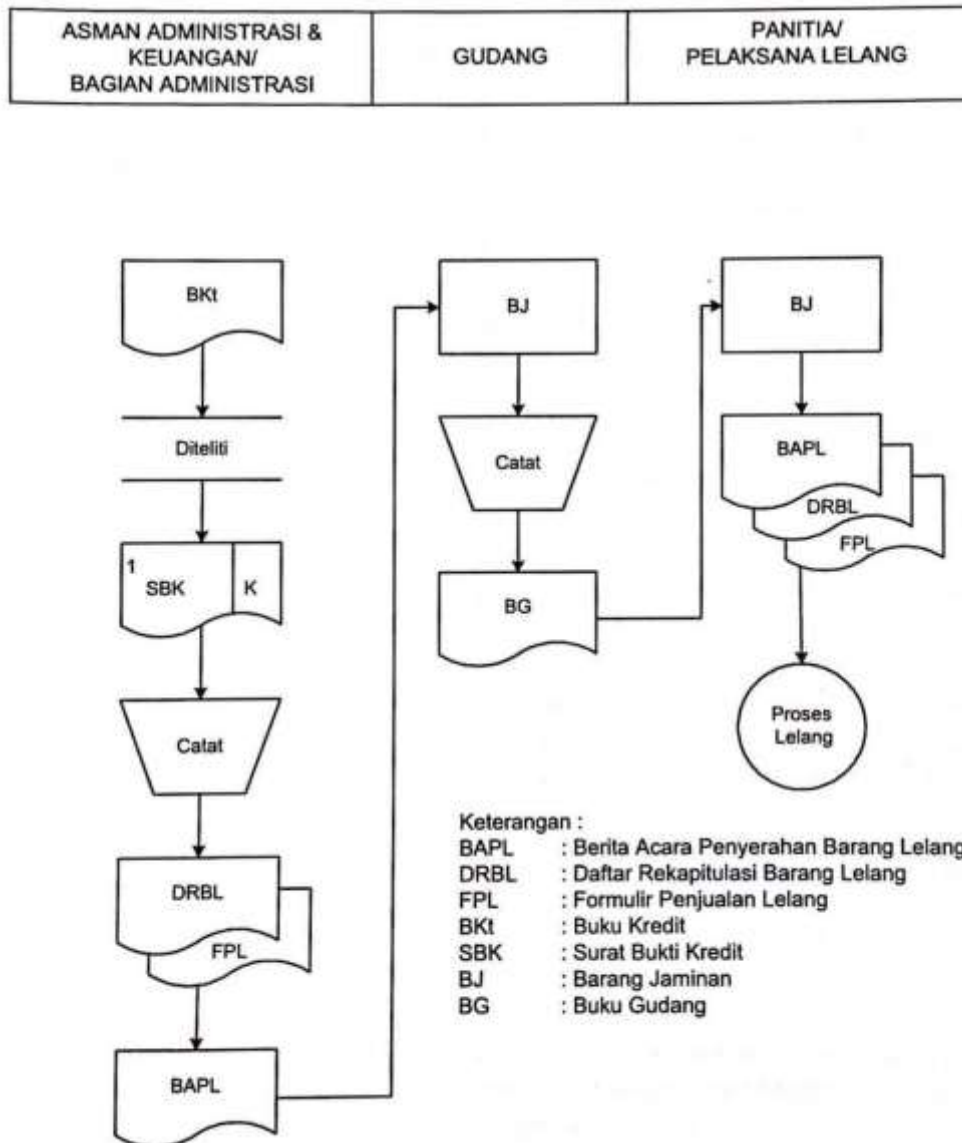 ASMAN ADMINISTRASI &
KEUANGAN/
BAGIAN ADMINISTRASI
GUDANG
PANITIA/
PELAKSANA LELANG
BKt
Diteliti
1
SBK
K
Catat
DRBL
FPL
BAPL
BJ
Catat
BG
BJ
BAPL
DRBL
FPL
Proses
Lelang
Keterangan :
BAPL : Berita Acara Penyerahan Barang Lelang
DRBL : Daftar Rekapitulasi Barang Lelang
FPL : Formulir Penjualan Lelang
BKt : Buku Kredit
SBK : Surat Bukti Kredit
BJ : Barang Jaminan
BG : Buku Gudang